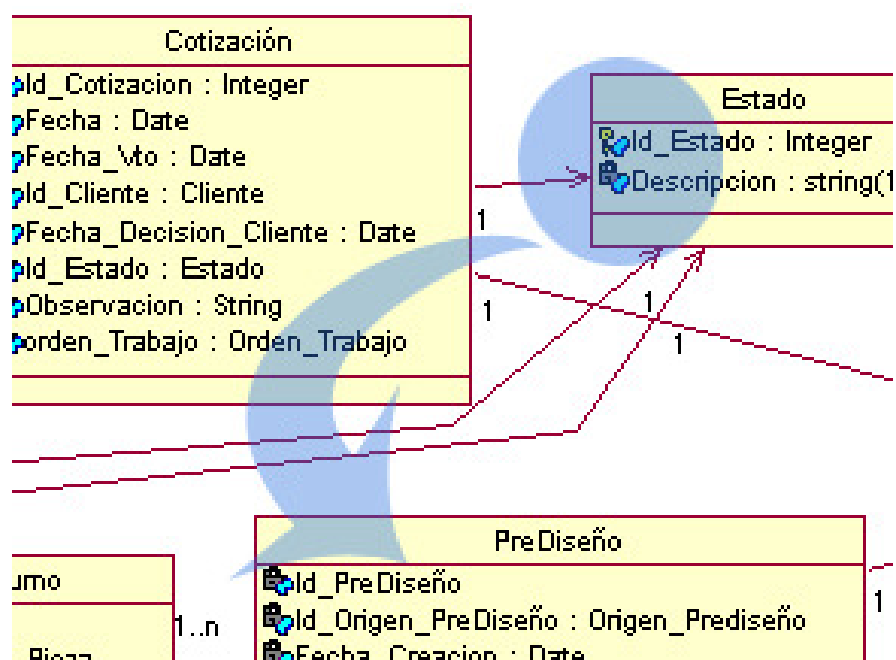 Cotización
Id_Cotizacion : Integer
Fecha : Date
Fecha_Vto : Date
Id_Cliente : Cliente
Fecha_Decision_Cliente : Date
Id_Estado : Estado
Observacion : String
orden_Trabajo : Orden_Trabajo
Estado
Id_Estado : Integer
Descripcion : string(1
1
1
1
1
umo
Pieza
1..n
PreDiseño
Id_PreDiseño
Id_Origen_PreDiseño : Origen_Prediseño
Fecha_Creacion : Date
1